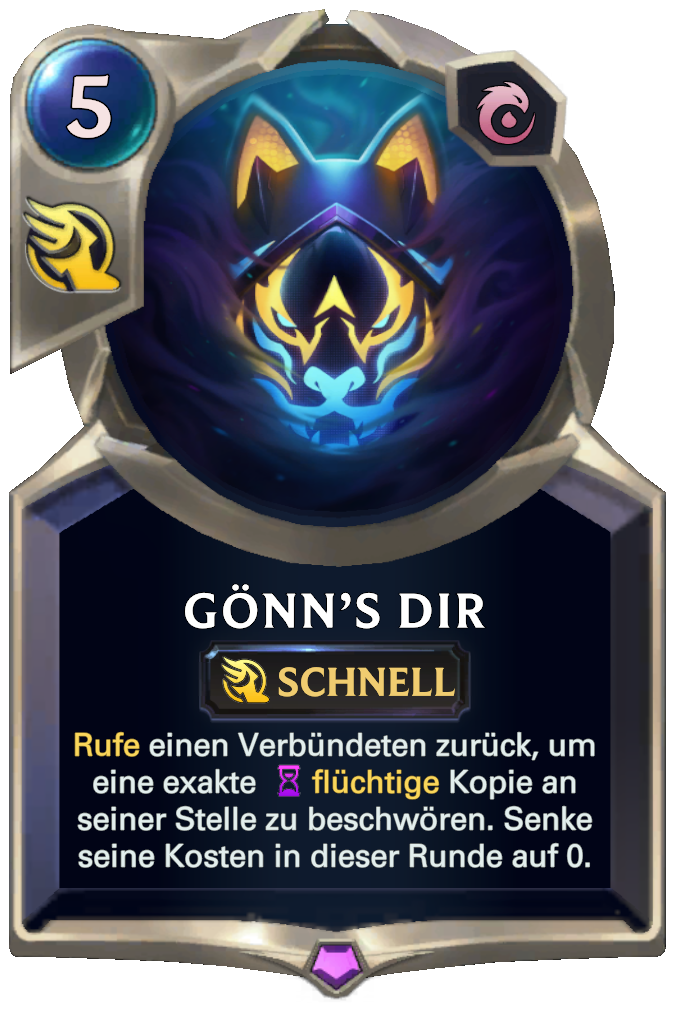 5
GÖNN'S DIR
SCHNELL
Rufe einen Verbündeten zurück, um
eine exakte flüchtige Kopie an
seiner Stelle zu beschwören. Senke
seine Kosten in dieser Runde auf 0.